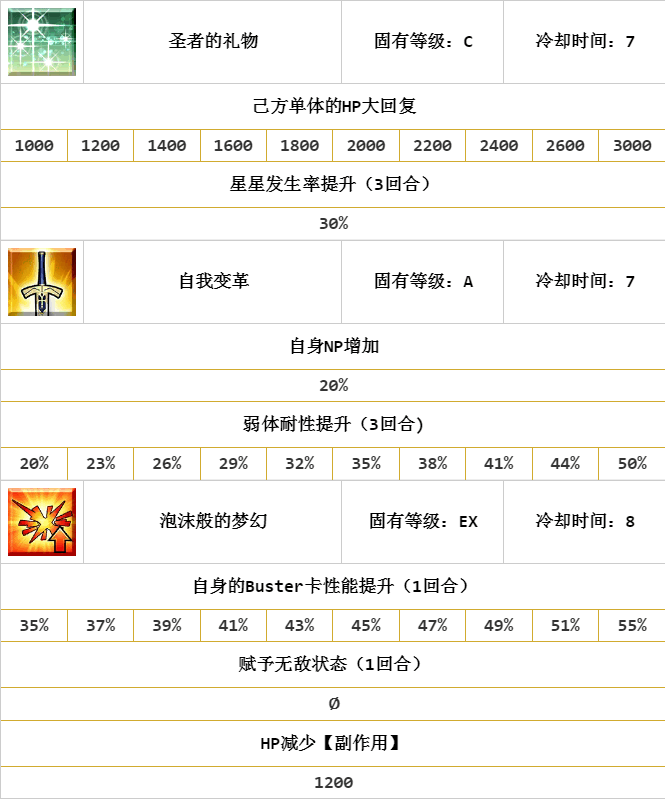 圣者的礼物 固有等级：C 冷却时间：7
己方单体的HP大回复
1000 1200 1400 1600 1800 2000 2200 2400 2600 3000
星星发生率提升（3回合）
30%
自我变革 固有等级：A 冷却时间：7
自身NP增加
20%
弱体耐性提升（3回合)
20% 23% 26% 29% 32% 35% 38% 41% 44% 50%
泡沫般的梦幻 固有等级：EX 冷却时间：8
自身的Buster卡性能提升（1回合）
35% 37% 39% 41% 43% 45% 47% 49% 51% 55%
赋予无敌状态（1回合）
Ø
HP减少【副作用】
1200